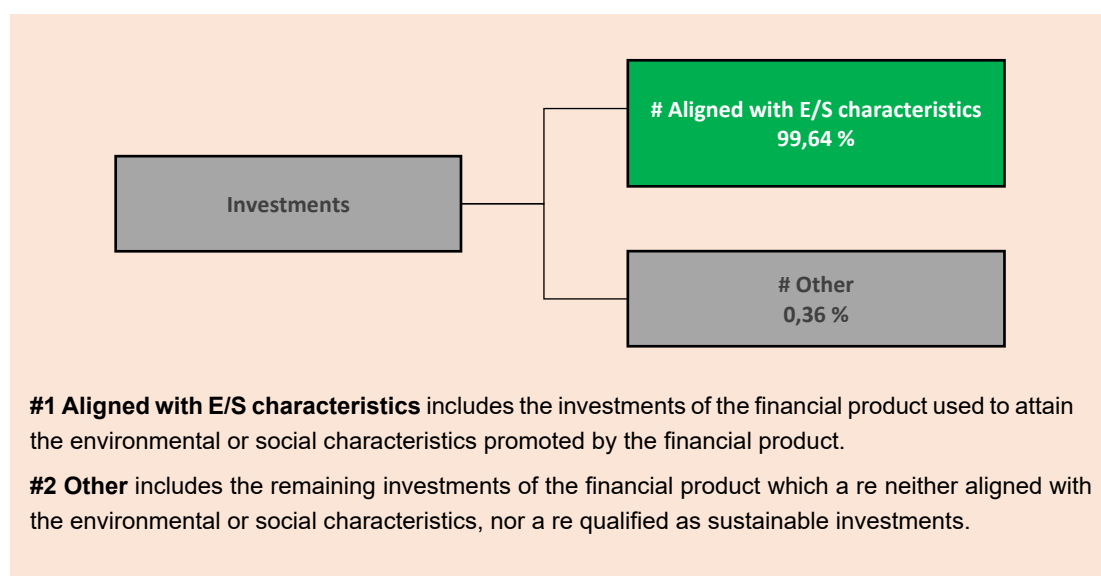 # Aligned with E/S characteristics
99,64 %
Investments
# Other
0,36 %
#1 Aligned with E/S characteristics includes the investments of the financial product used to attain
the environmental or social characteristics promoted by the financial product.
#2 Other includes the remaining investments of the financial product which a re neither aligned with
the environmental or social characteristics, nor a re qualified as sustainable investments.